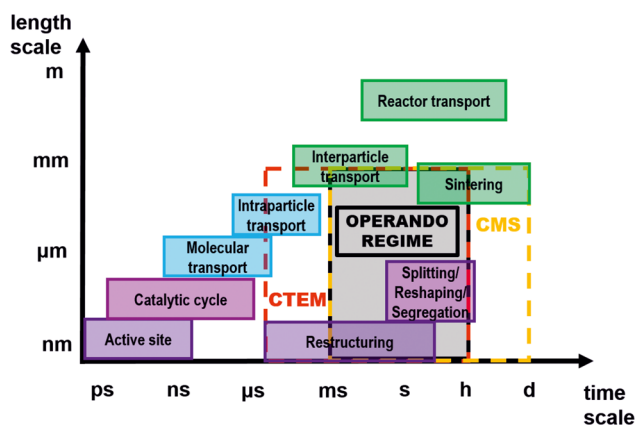 length
scale
m
Reactor transport
mm
Interparticle
transport
Sintering
Intraparticle
transport
OPERANDO
REGIME
CMS
µm
Molecular
transport
Splitting/
Reshaping/
Segregation
CTEM
Catalytic cycle
nm
Active site
Restructuring
ps
ns
µs
ms
s
h
d
time
scale